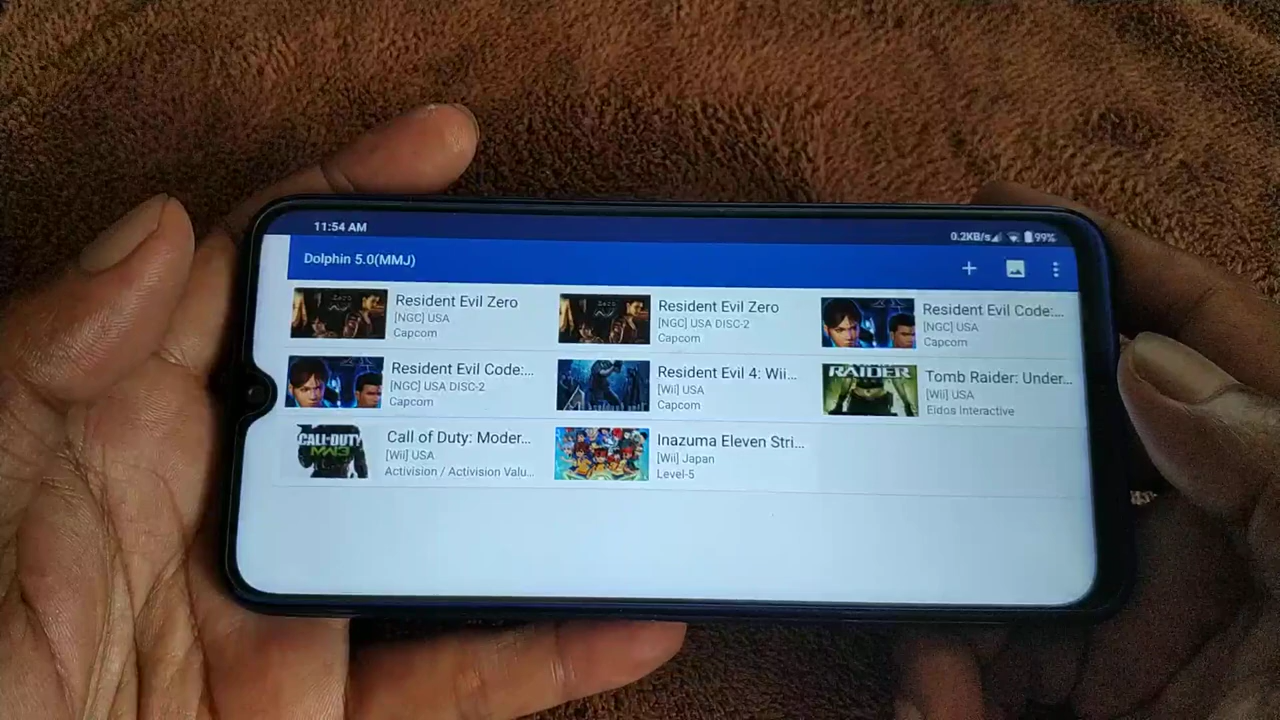 11:54 AM
0.2KB/s 99%
Dolphin 5.0(MMJ)
Resident Evil Zero
[NGC] USA
Capcom
Resident Evil Zero
[NGC] USA DISC-2
Capcom
Resident Evil Code:...
[NGC] USA
Capcom
Resident Evil Code:...
[NGC] USA DISC-2
Capcom
Resident Evil 4: Wii...
[Wii] USA
Capcom
RAIDER
Tomb Raider: Under...
[Wii] USA
Eidos Interactive
CALL·DUTY
MW3
Call of Duty: Moder...
[Wii] USA
Activision / Activision Valu...
Inazuma Eleven Stri...
[Wii] Japan
Level-5